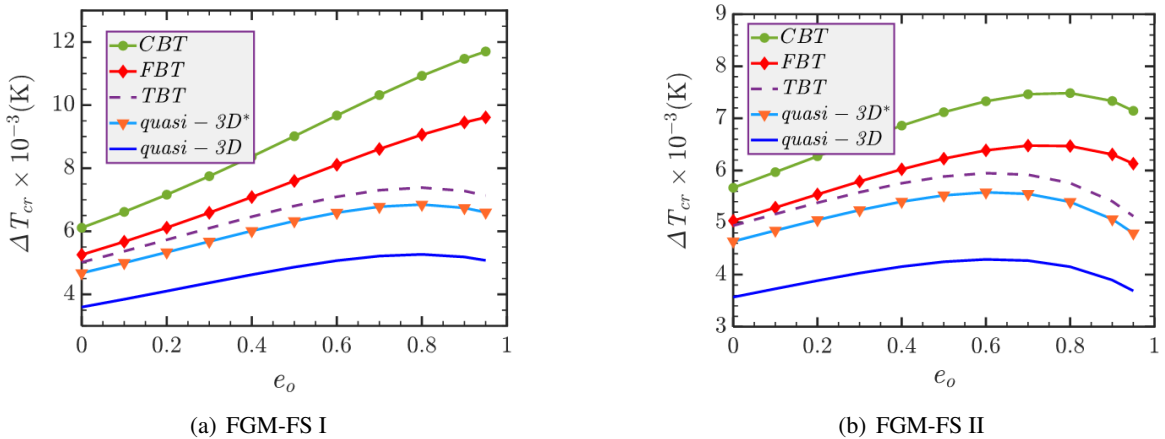 12
10
8
6
4
ΔT_cr × 10^-3(K)
CBT
FBT
TBT
quasi − 3D*
quasi − 3D
0 0.2 0.4 0.6 0.8 1
e_o
(a) FGM-FS I
9
8
7
6
5
4
3
ΔT_cr × 10^-3(K)
CBT
FBT
TBT
quasi − 3D*
quasi − 3D
0 0.2 0.4 0.6 0.8 1
e_o
(b) FGM-FS II